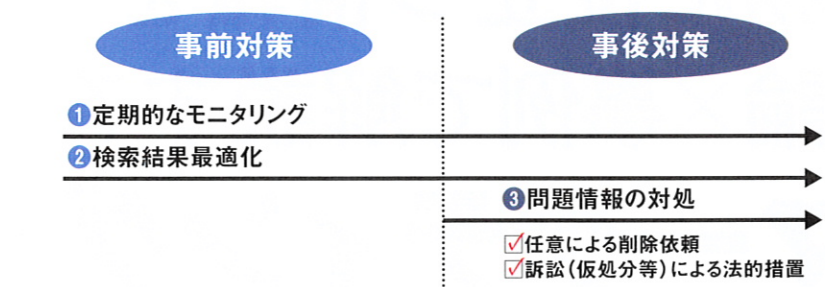 事前対策
事後対策
❶定期的なモニタリング
❷検索結果最適化
❸問題情報の対処
☑任意による削除依頼
☑訴訟(仮処分等)による法的措置